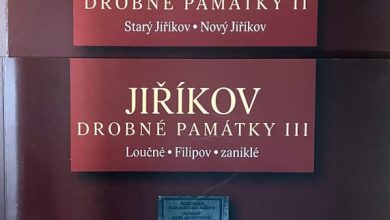 DROBNÉ PAMÁTKY II
Starý Jiříkov • Nový Jiříkov
JIŘÍKOV
DROBNÉ PAMÁTKY III
Loučné • Filipov • zaniklé